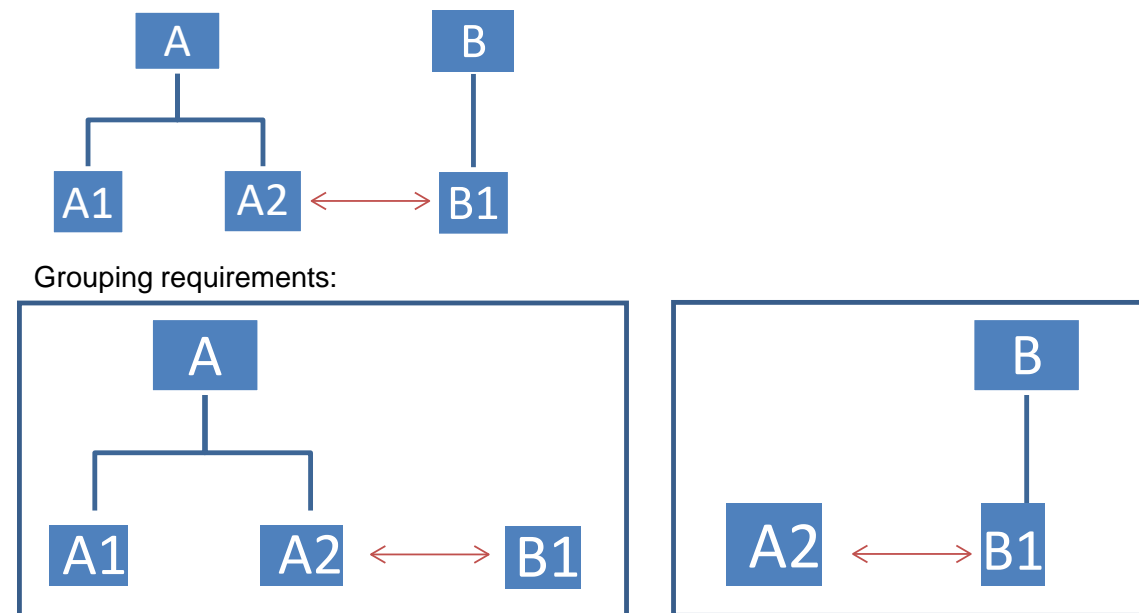 A B
A1 A2 B1
Grouping requirements:
A B
A1 A2 B1 A2 B1